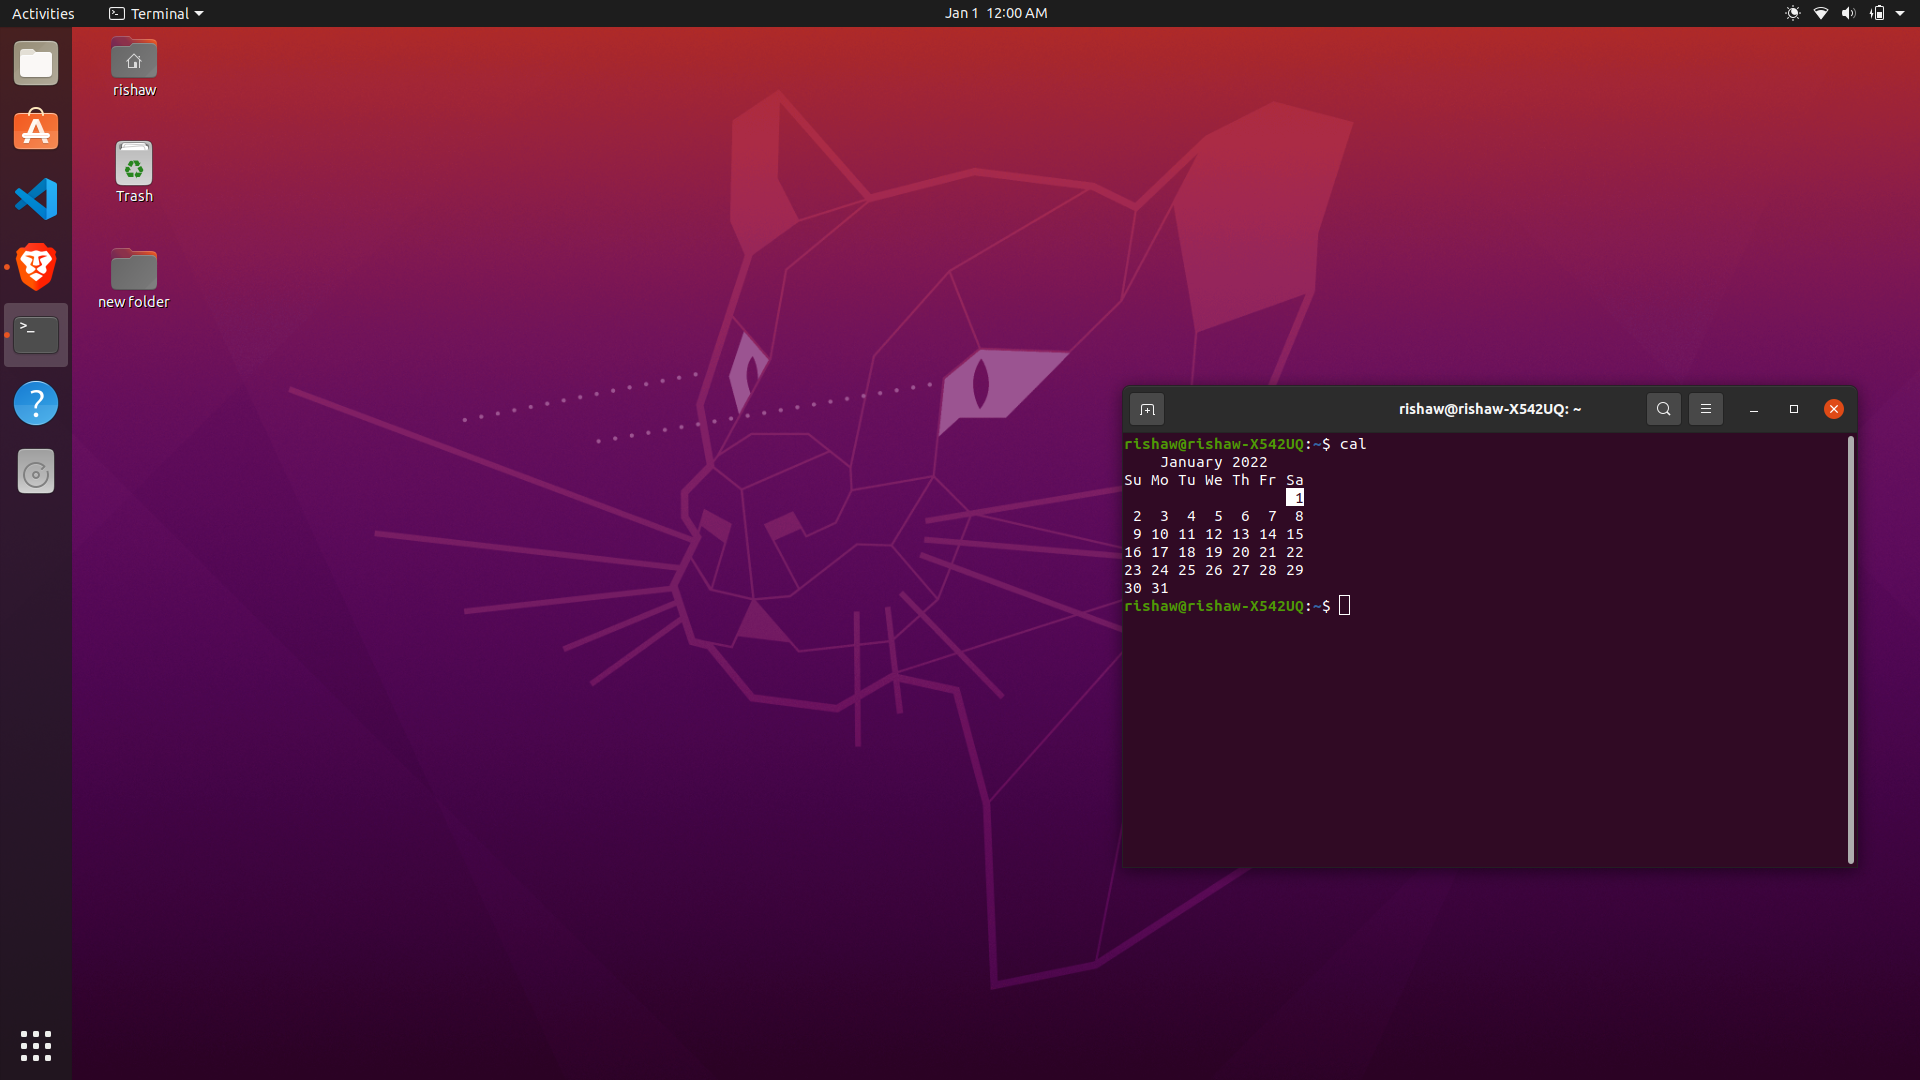 Activities Terminal Jan 1 12:00 AM
rishaw
Trash
new folder
rishaw@rishaw-X542UQ: ~
rishaw@rishaw-X542UQ:~$ cal
    January 2022
Su Mo Tu We Th Fr Sa
                   1
 2  3  4  5  6  7  8
 9 10 11 12 13 14 15
16 17 18 19 20 21 22
23 24 25 26 27 28 29
30 31
rishaw@rishaw-X542UQ:~$